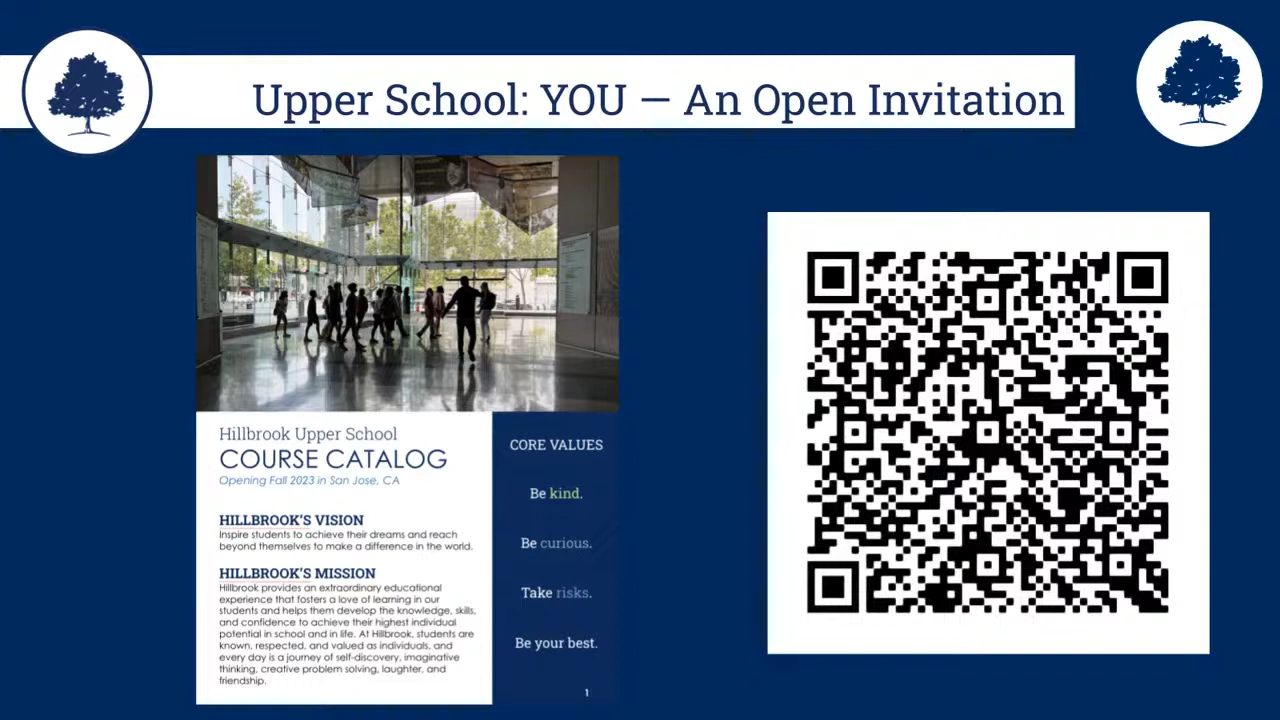 Upper School: YOU — An Open Invitation
Hillbrook Upper School
COURSE CATALOG
Opening Fall 2023 in San Jose, CA
HILLBROOK'S VISION
Inspire students to achieve their dreams and reach
beyond themselves to make a difference in the world.
HILLBROOK'S MISSION
Hillbrook provides an extraordinary educational
experience that fosters a love of learning in our
students and helps them develop the knowledge, skills,
and confidence to achieve their highest individual
potential in school and in life. At Hillbrook, students are
known, respected, and valued as individuals, and
every day is a journey of self-discovery, imaginative
thinking, creative problem solving, laughter, and
friendship.
CORE VALUES
Be kind.
Be curious.
Take risks.
Be your best.
1